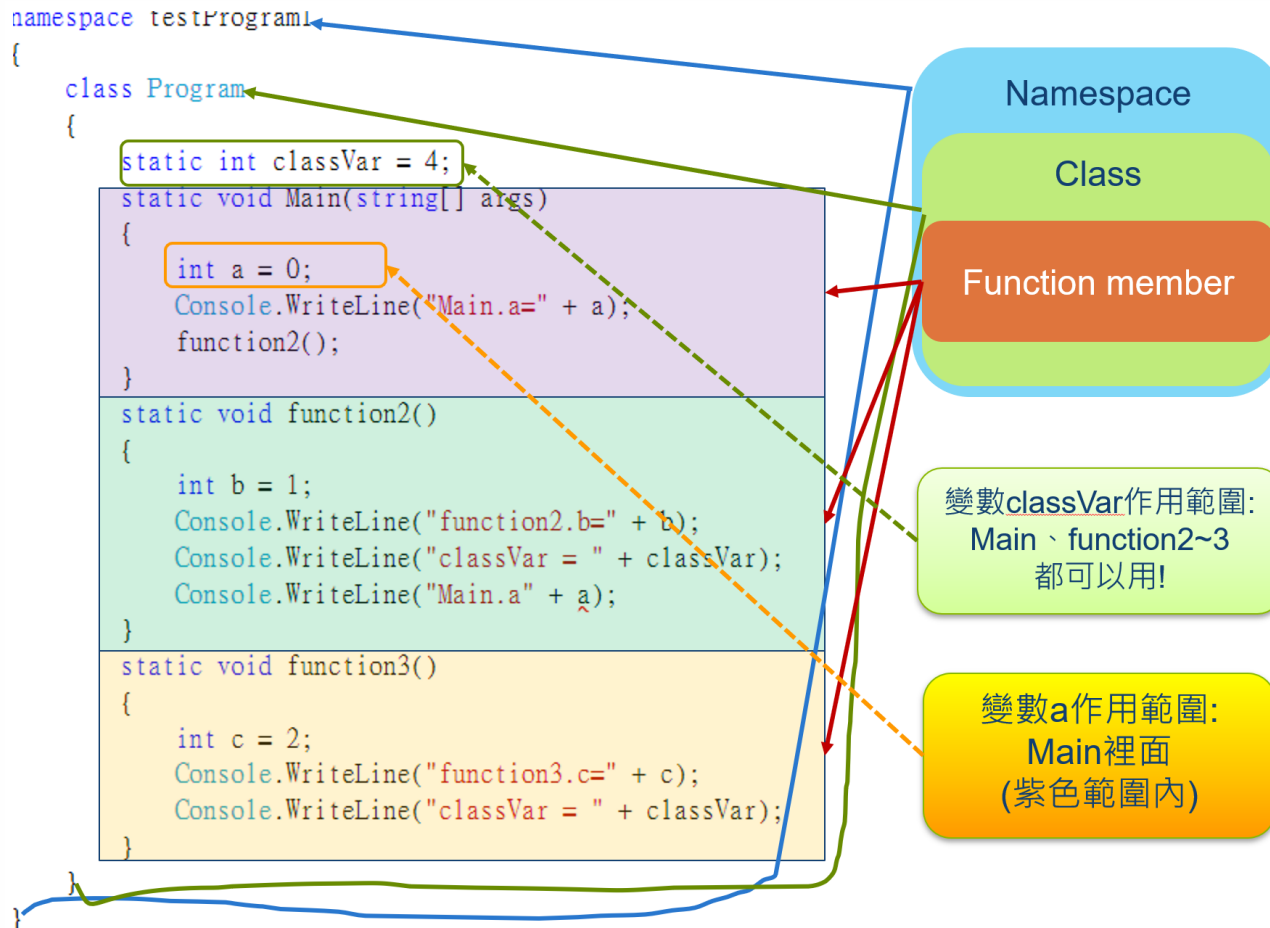 namespace testProgram1
{
class Program
{
static int classVar = 4;
static void Main(string[] args)
{
int a = 0;
Console.WriteLine("Main.a=" + a);
function2();
}
static void function2()
{
int b = 1;
Console.WriteLine("function2.b=" + b);
Console.WriteLine("classVar = " + classVar);
Console.WriteLine("Main.a" + a);
}
static void function3()
{
int c = 2;
Console.WriteLine("function3.c=" + c);
Console.WriteLine("classVar = " + classVar);
}
}
}
Namespace
Class
Function member
變數classVar作用範圍:
Main、function2~3
都可以用!
變數a作用範圍:
Main裡面
(紫色範圍內)